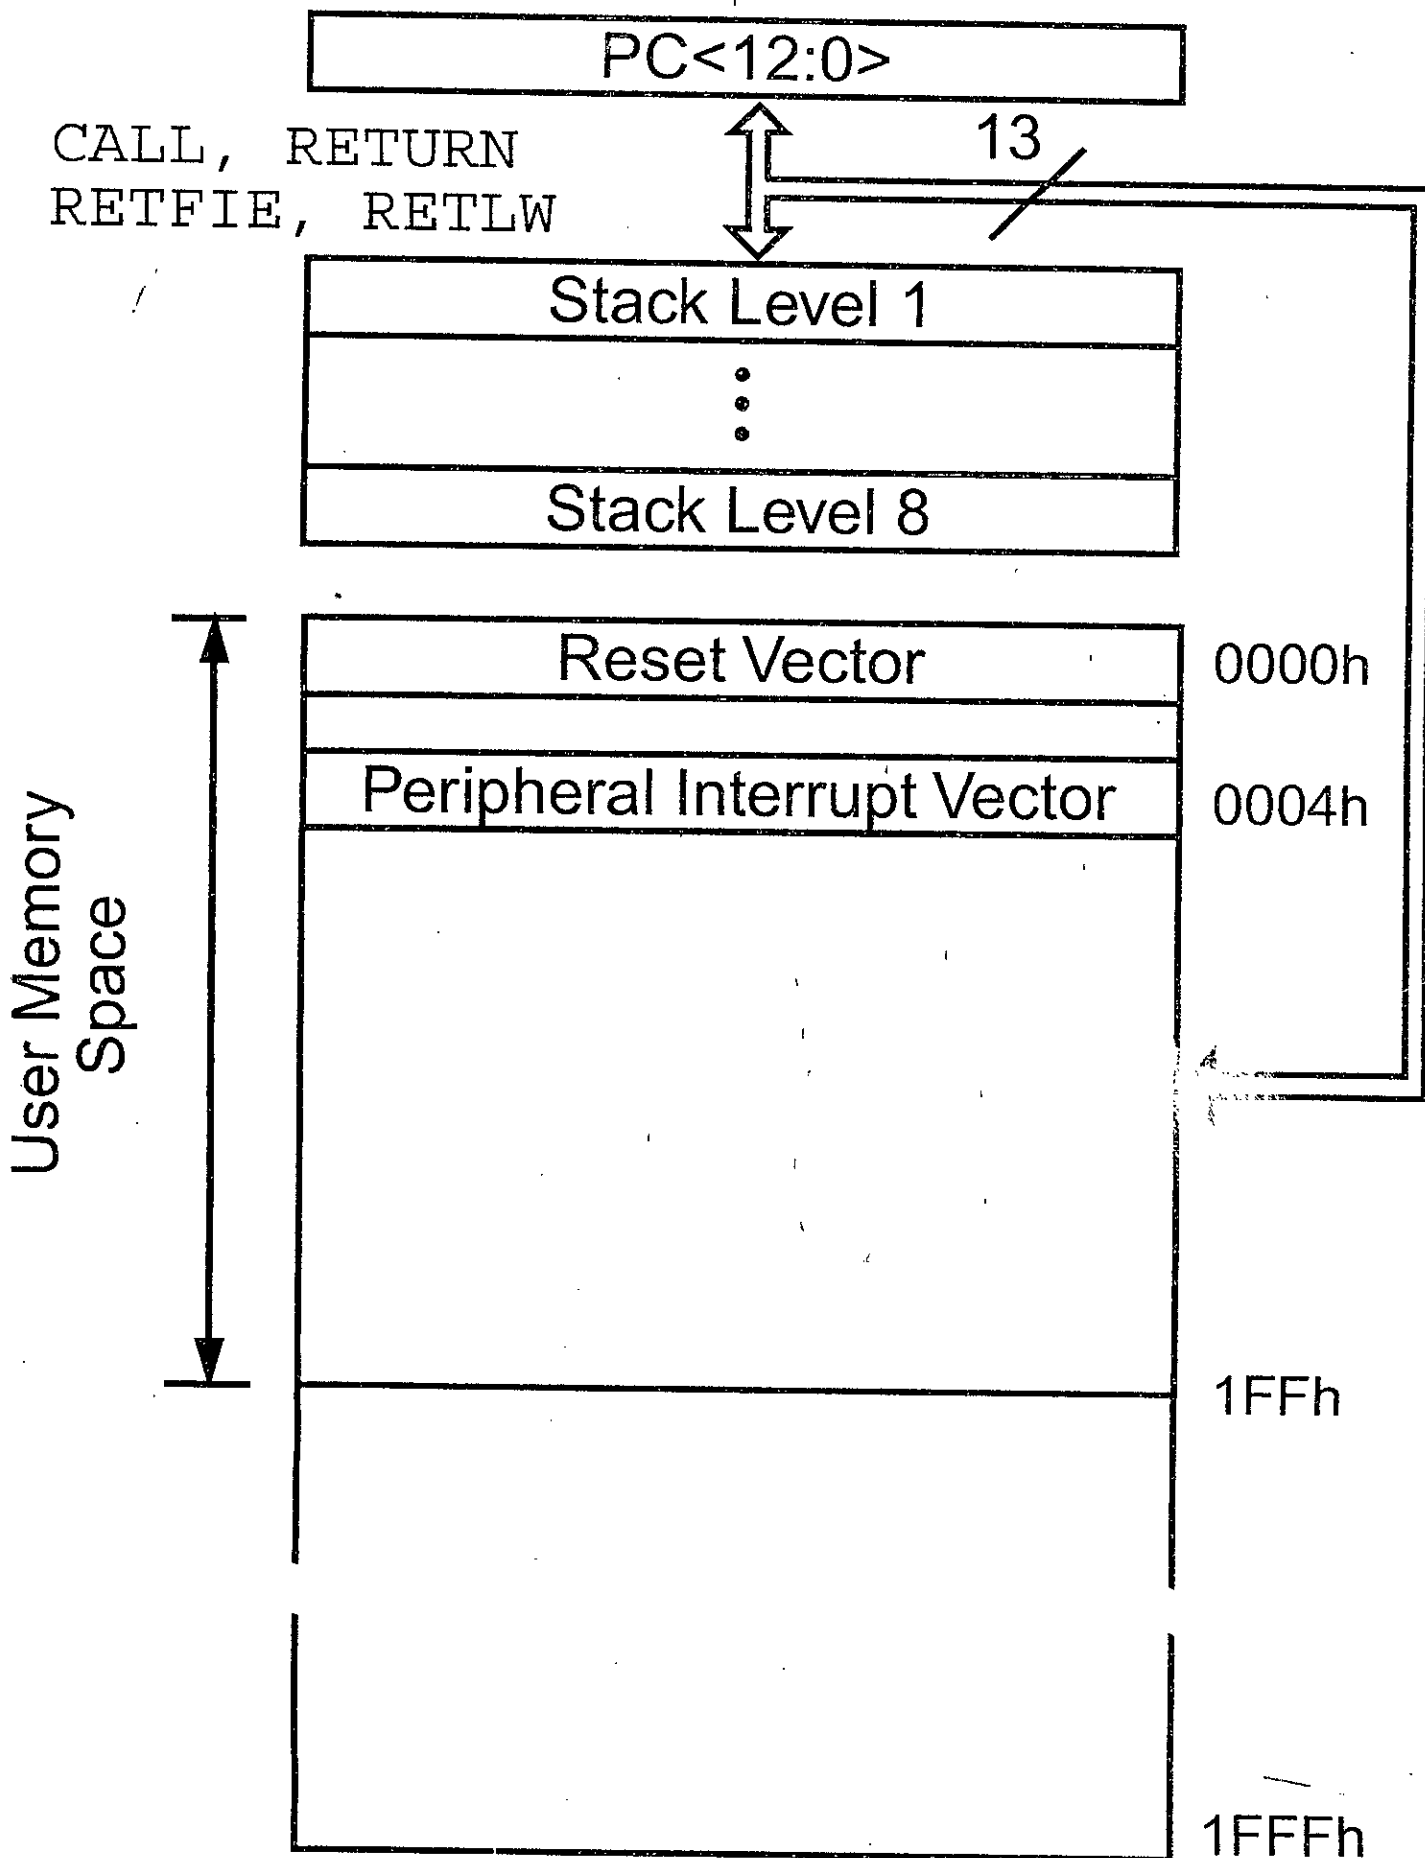 PC<12:0>
13
CALL, RETURN
RETFIE, RETLW
Stack Level 1
Stack Level 8
Reset Vector
0000h
Peripheral Interrupt Vector
0004h
User Memory
Space
1FFh
1FFFh